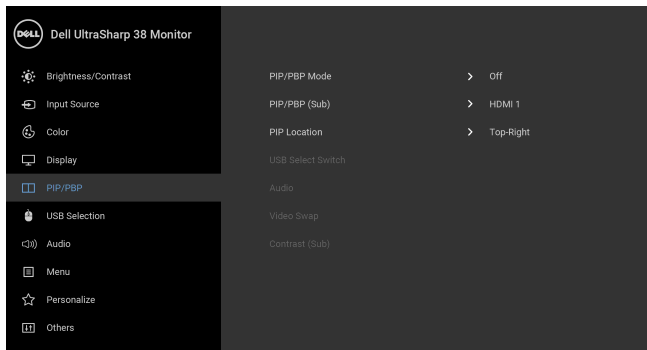 DELL Dell UltraSharp 38 Monitor
Brightness/Contrast
Input Source
Color
Display
PIP/PBP
USB Selection
Audio
Menu
Personalize
Others
PIP/PBP Mode > Off
PIP/PBP (Sub) > HDMI 1
PIP Location > Top-Right
USB Select Switch
Audio
Video Swap
Contrast (Sub)